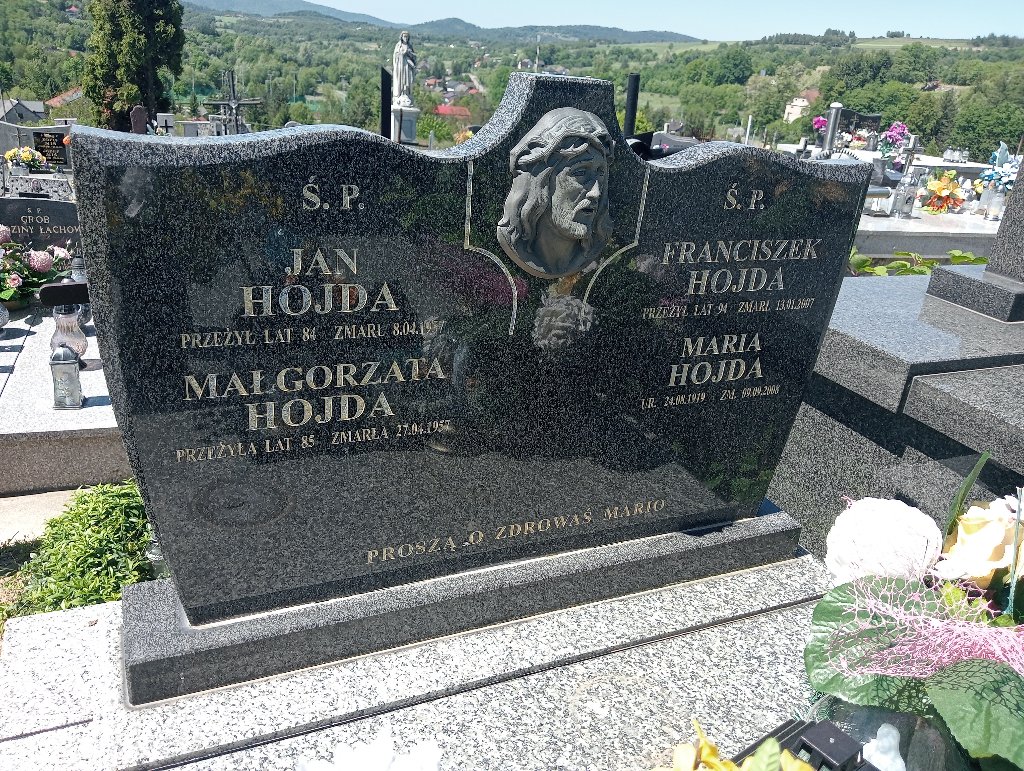 Ś. P.
JAN
HOJDA
PRZEŻYŁ LAT 84 ZMARŁ 8.04.1957
MAŁGORZATA
HOJDA
PRZEŻYŁA LAT 85 ZMARŁA 27.04.1957
Ś. P.
FRANCISZEK
HOJDA
PRZEŻYŁ LAT 94 ZMARŁ 13.01.2007
MARIA
HOJDA
UR. 24.08.1919 ZM. 09.09.2008
PROSZĄ O ZDROWAŚ MARIO
Ś P
GRÓB